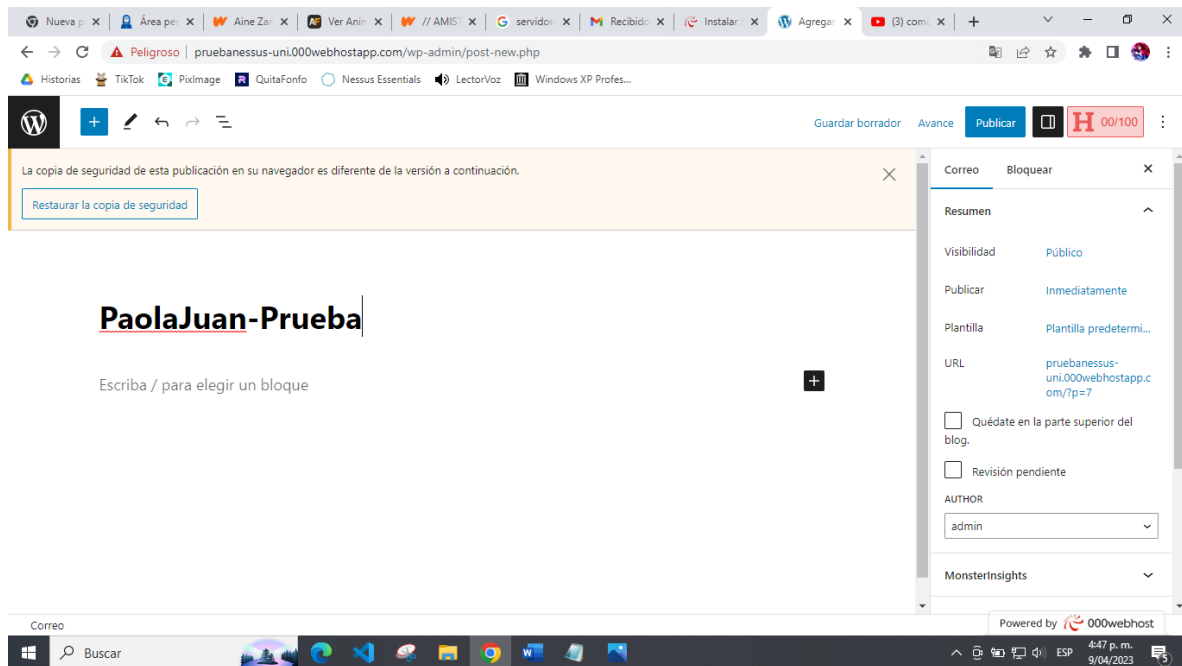 Nueva p
Área per
Aine Zar
Ver Anim
// AMIS
servidor
Recibido
Instalar
Agregar
(3) com
Peligroso
pruebanessus-uni.000webhostapp.com/wp-admin/post-new.php
Historias
TikTok
PixImage
QuitaFonfo
Nessus Essentials
LectorVoz
Windows XP Profes...
Guardar borrador
Avance
Publicar
H 00/100
La copia de seguridad de esta publicación en su navegador es diferente de la versión a continuación.
Restaurar la copia de seguridad
PaolaJuan-Prueba
Escriba / para elegir un bloque
Correo
Bloquear
Resumen
Visibilidad
Público
Publicar
Inmediatamente
Plantilla
Plantilla predetermi...
URL
pruebanessus-
uni.000webhostapp.c
om/?p=7
Quédate en la parte superior del
blog.
Revisión pendiente
AUTHOR
admin
MonsterInsights
Correo
Powered by 000webhost
Buscar
ESP
4:47 p. m.
9/04/2023
5